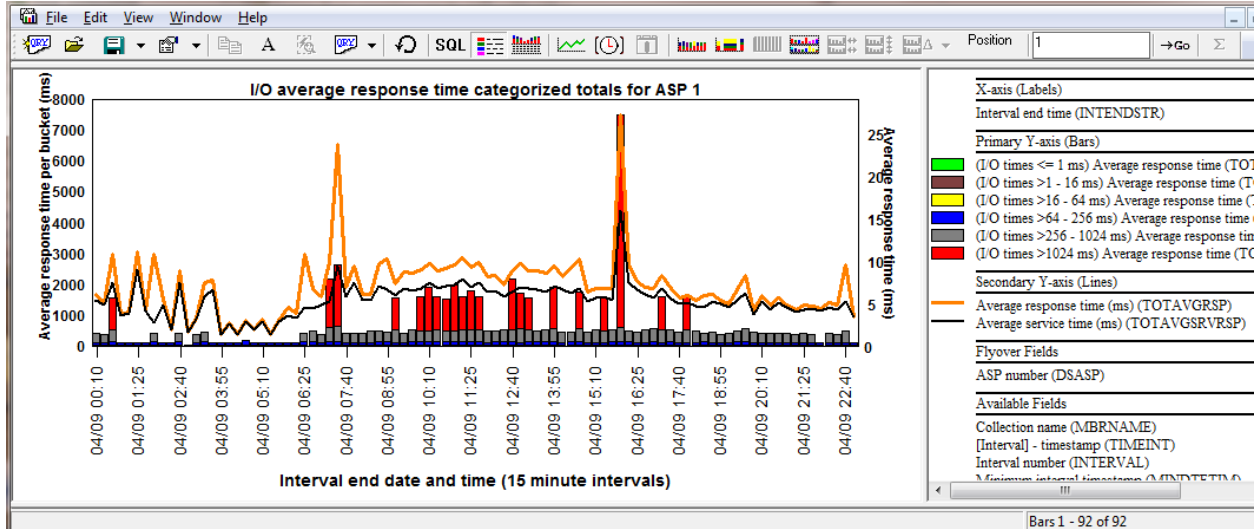 File Edit View Window Help
QRY QRY SQL Position 1 →Go Σ
I/O average response time categorized totals for ASP 1
Average response time per bucket (ms)
8000
7000
6000
5000
4000
3000
2000
1000
0
Average response time (ms)
25
20
15
10
5
0
04/09 00:10
04/09 01:25
04/09 02:40
04/09 03:55
04/09 05:10
04/09 06:25
04/09 07:40
04/09 08:55
04/09 10:10
04/09 11:25
04/09 12:40
04/09 13:55
04/09 15:10
04/09 16:25
04/09 17:40
04/09 18:55
04/09 20:10
04/09 21:25
04/09 22:40
Interval end date and time (15 minute intervals)
X-axis (Labels)
Interval end time (INTENDSTR)
Primary Y-axis (Bars)
(I/O times <= 1 ms) Average response time (TOT
(I/O times >1 - 16 ms) Average response time (T
(I/O times >16 - 64 ms) Average response time (
(I/O times >64 - 256 ms) Average response time
(I/O times >256 - 1024 ms) Average response tim
(I/O times >1024 ms) Average response time (TO
Secondary Y-axis (Lines)
Average response time (ms) (TOTAVGRSP)
Average service time (ms) (TOTAVGSRVRSP)
Flyover Fields
ASP number (DSASP)
Available Fields
Collection name (MBRNAME)
[Interval] - timestamp (TIMEINT)
Interval number (INTERVAL)
Minimum interval timestamp (MINDTETIM)
Bars 1 - 92 of 92